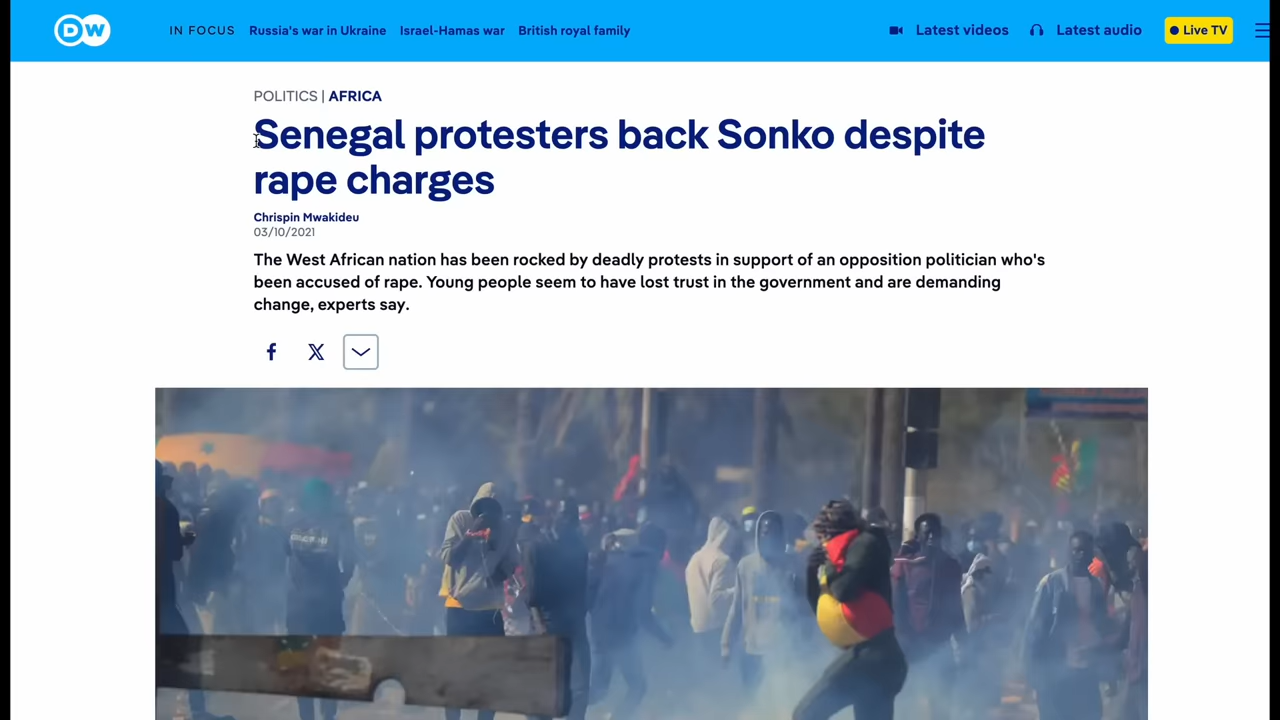 DW IN FOCUS Russia's war in Ukraine Israel-Hamas war British royal family Latest videos Latest audio Live TV
POLITICS | AFRICA
Senegal protesters back Sonko despite
rape charges
Chrispin Mwakideu
03/10/2021
The West African nation has been rocked by deadly protests in support of an opposition politician who's
been accused of rape. Young people seem to have lost trust in the government and are demanding
change, experts say.